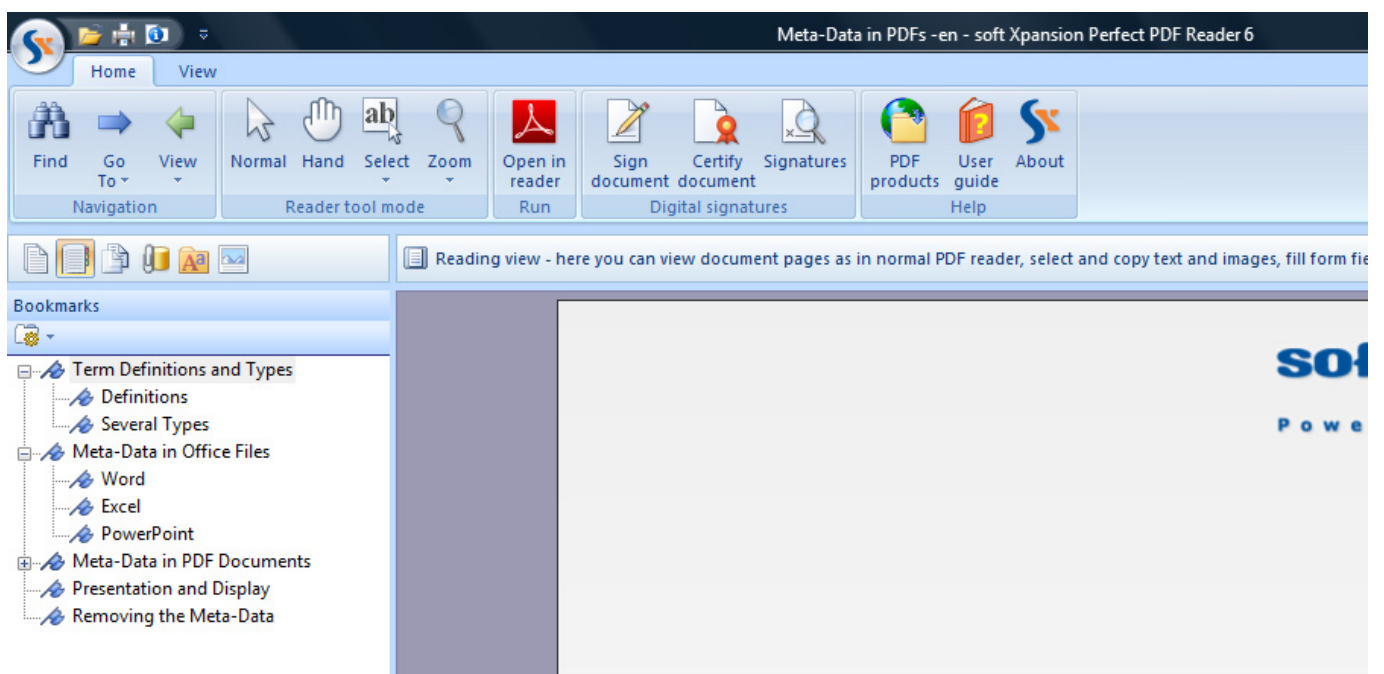 Meta-Data in PDFs -en - soft Xpansion Perfect PDF Reader 6
Home View
Find Go To View Normal Hand Select Zoom Open in reader Sign document Certify document Signatures PDF products User guide About
Navigation Reader tool mode Run Digital signatures Help
Reading view - here you can view document pages as in normal PDF reader, select and copy text and images, fill form fie
Bookmarks
Term Definitions and Types
Definitions
Several Types
Meta-Data in Office Files
Word
Excel
PowerPoint
Meta-Data in PDF Documents
Presentation and Display
Removing the Meta-Data
sof
Powe